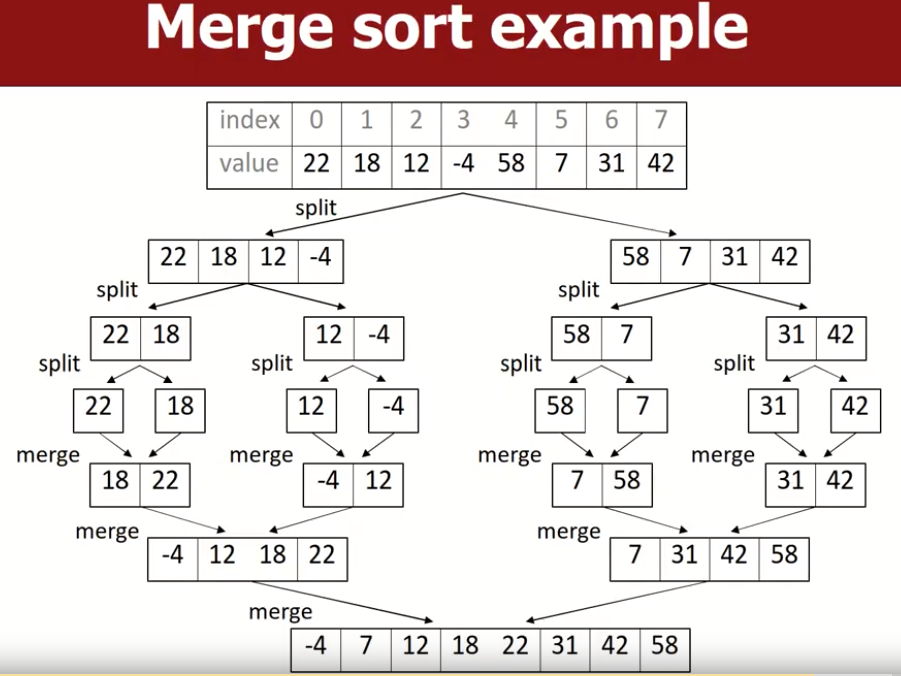 Merge sort example
index 0 1 2 3 4 5 6 7
value 22 18 12 -4 58 7 31 42
split
22 18 12 -4 58 7 31 42
split split
22 18 12 -4 58 7 31 42
split split split split
22 18 12 -4 58 7 31 42
merge merge merge merge
18 22 -4 12 7 58 31 42
merge merge
-4 12 18 22 7 31 42 58
merge
-4 7 12 18 22 31 42 58